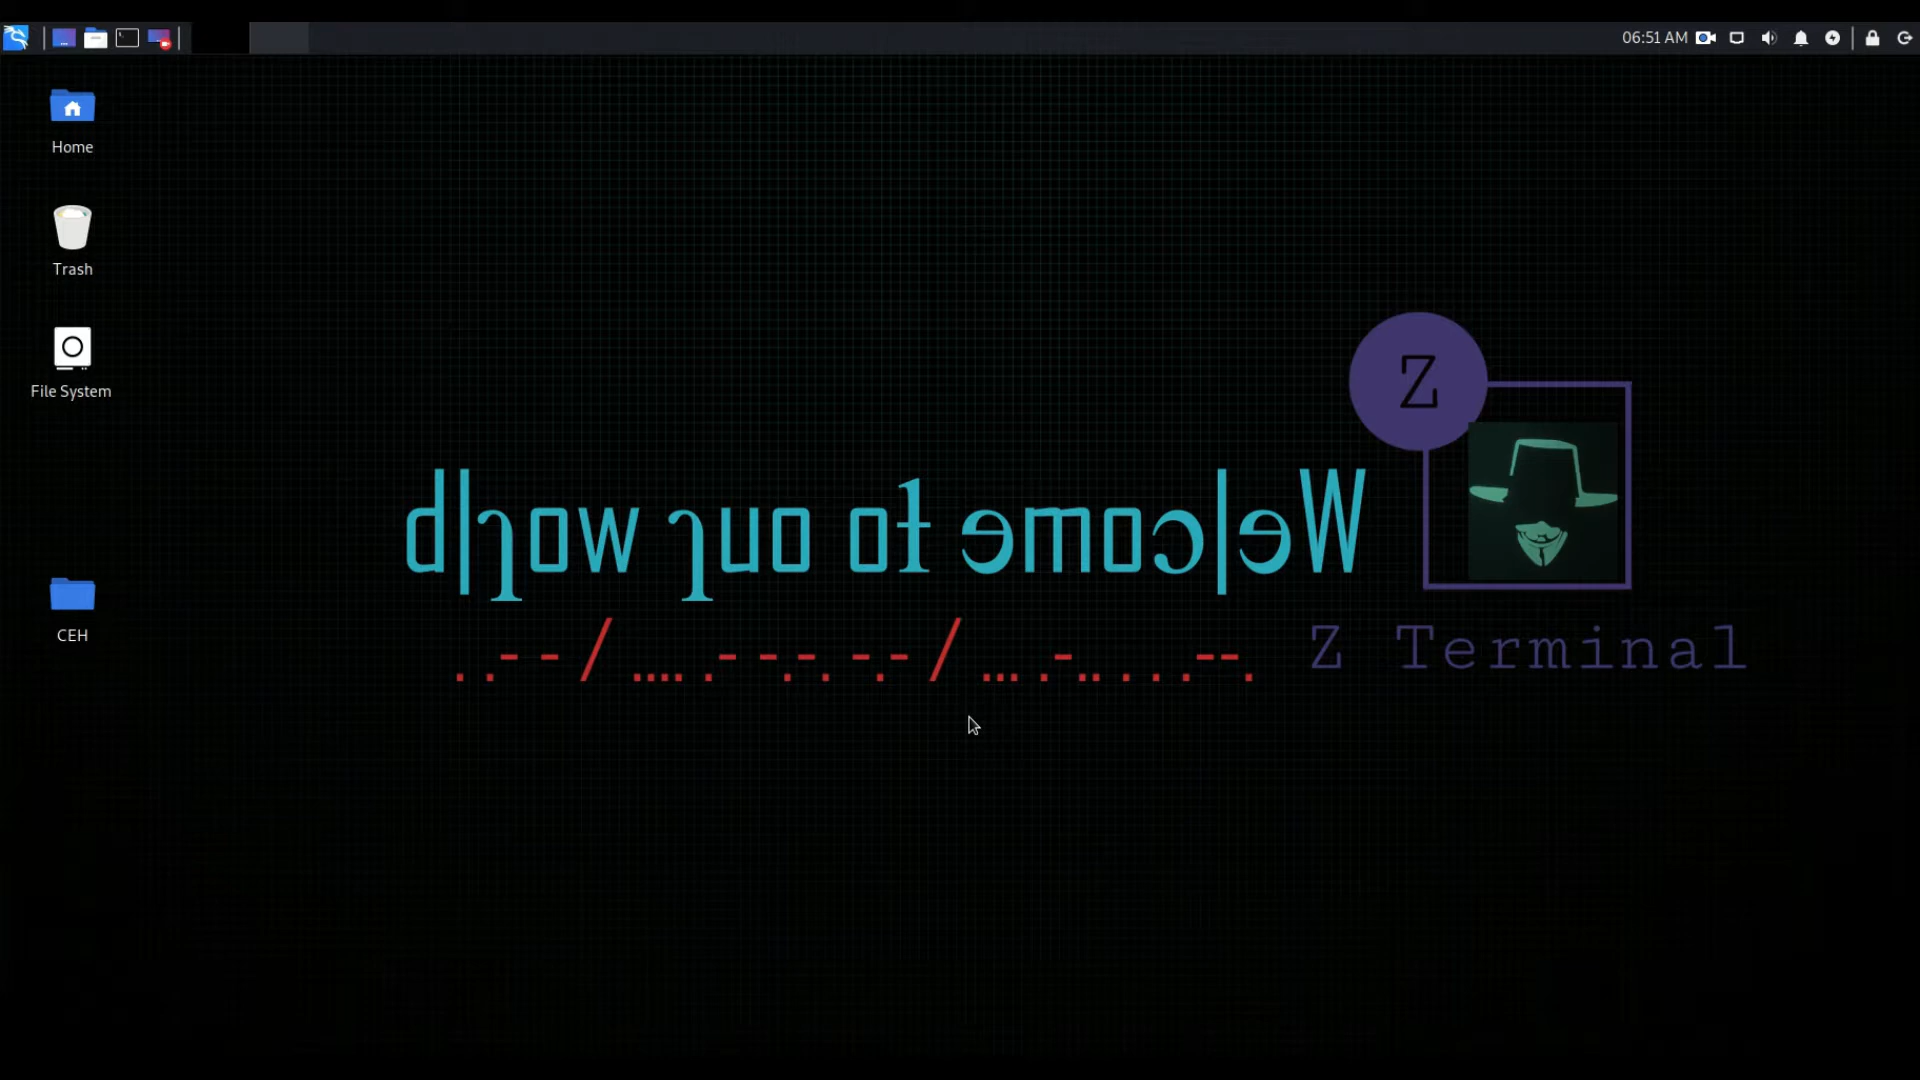 06:51 AM
Home
Trash
File System
CEH
Z
Welcome to our world
. .- - / .... .- -.-. -.- / ... .-.. . . .--.
Z Terminal